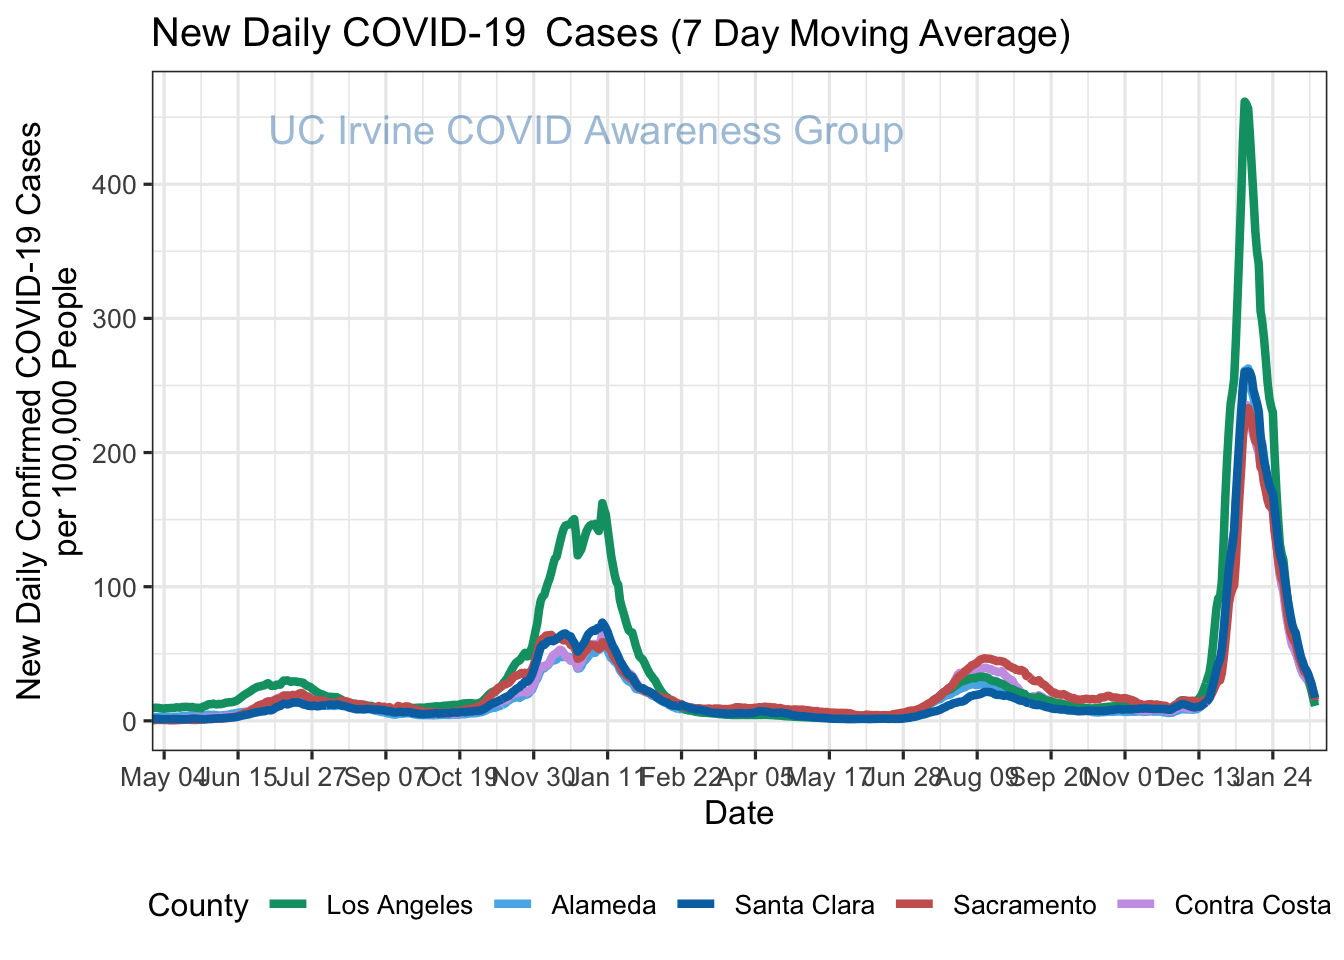 New Daily COVID-19  Cases (7 Day Moving Average)
UC Irvine COVID Awareness Group
New Daily Confirmed COVID-19 Cases
per 100,000 People
400
300
200
100
0
May 04 Jun 15 Jul 27 Sep 07 Oct 19 Nov 30 Jan 11 Feb 22 Apr 05 May 17 Jun 28 Aug 09 Sep 20 Nov 01 Dec 13 Jan 24
Date
County Los Angeles Alameda Santa Clara Sacramento Contra Costa